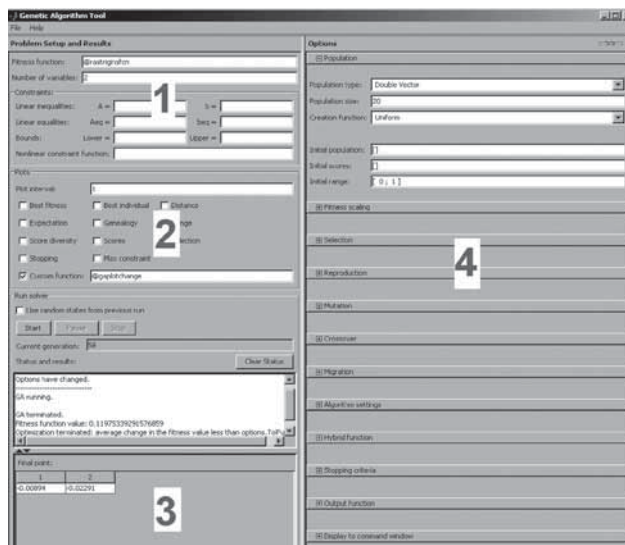 Genetic Algorithm Tool
File Help
Problem Setup and Results
Fitness function: @rastriginsfcn
Number of variables: 2
Constraints:
1
Linear inequalities: A = b =
Linear equalities: Aeq = beq =
Bounds: Lower = Upper =
Nonlinear constraint function:
Plots
Plot interval: 1
Best fitness Best individual Distance
Expectation Genealogy
2
Score diversity Scores
Stopping Max constraint
Custom function: @gaplotchange
Run solver
Use random states from previous run
Start Pause Stop
Current generation:
Status and results: Clear Status
Options have changed.
GA running.
GA terminated.
Fitness function value: 0.11975339291576859
Optimization terminated: average change in the fitness value less than options.TolFu
Final point:
1 2
-0.00894 -0.02291
3
Options
Population
Population type: Double Vector
Population size: 20
Creation function: Uniform
Initial population: []
Initial scores: []
Initial range: [0; 1]
Fitness scaling
Selection
4
Reproduction
Mutation
Crossover
Migration
Algorithm settings
Hybrid function
Stopping criteria
Output function
Display to command window